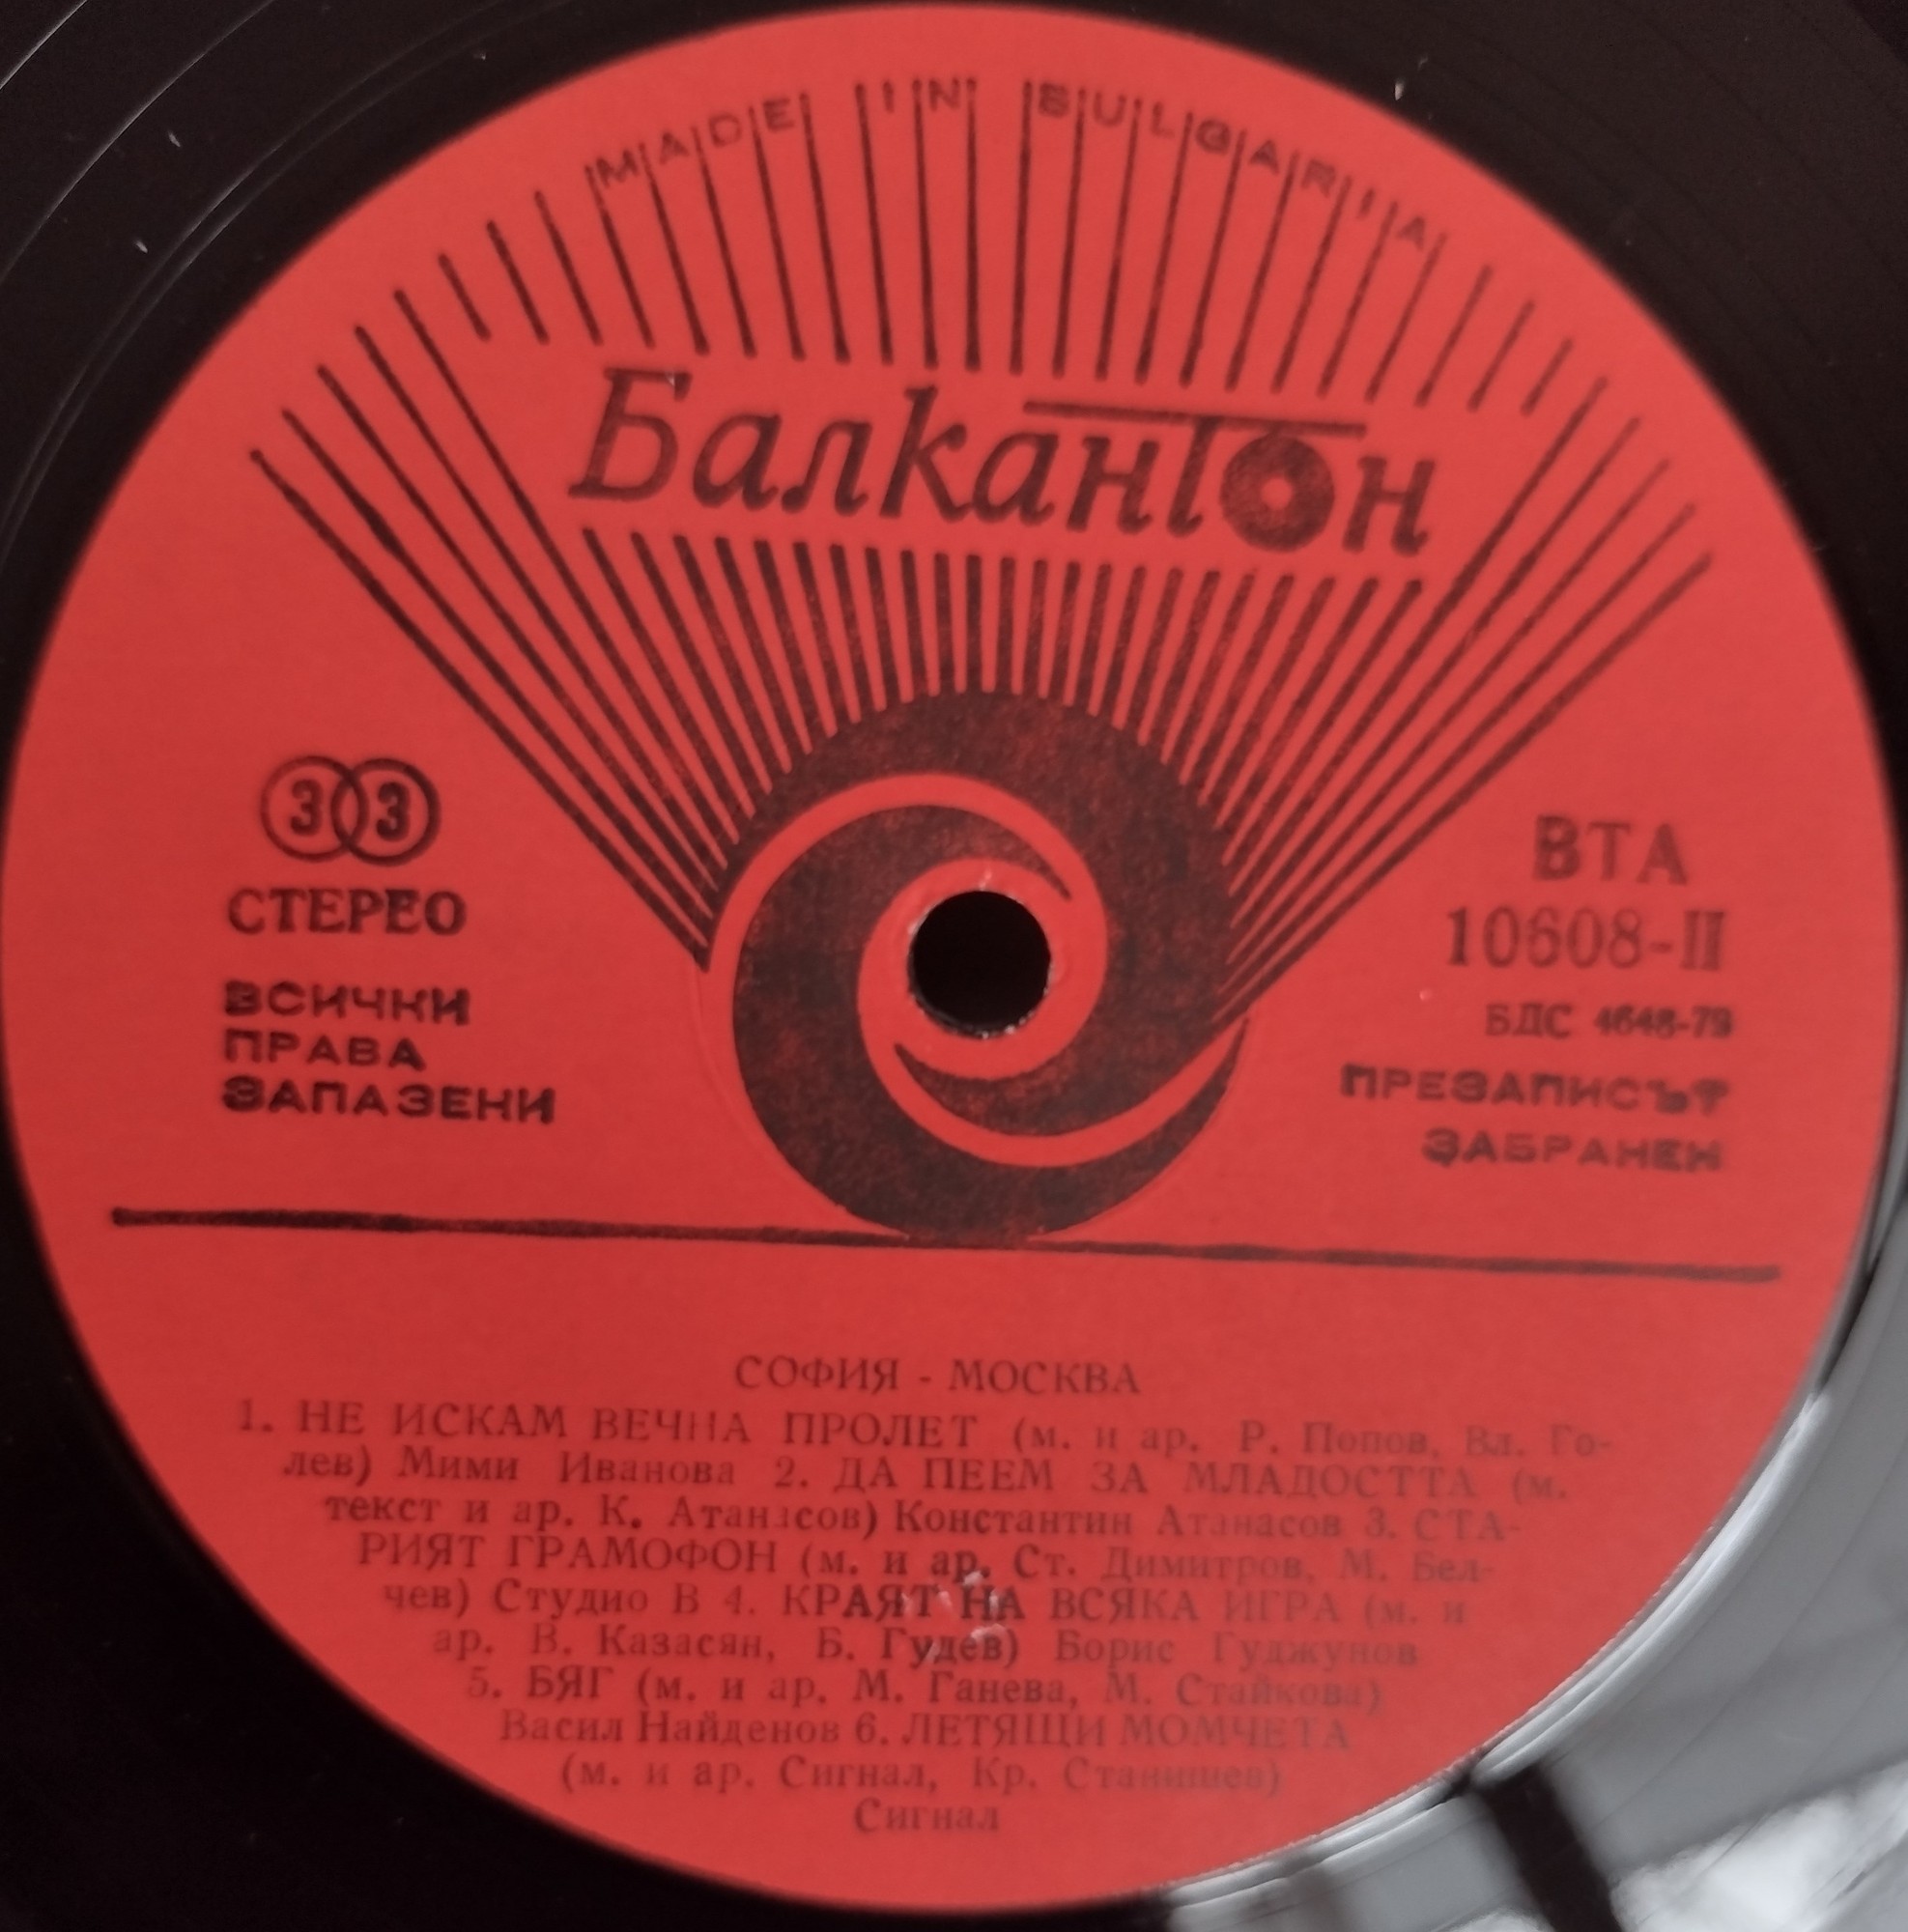 MADE IN BULGARIA
Балкантон
33
СТЕРЕО
ВСИЧКИ
ПРАВА
ЗАПАЗЕНИ
ВТА
10608-II
БДС 4648-79
ПРЕЗАПИСЪТ
ЗАБРАНЕН
СОФИЯ - МОСКВА
1. НЕ ИСКАМ ВЕЧНА ПРОЛЕТ (м. и ар. Р. Попов, Вл. Го-
лев) Мими Иванова 2. ДА ПЕЕМ ЗА МЛАДОСТТА (м.
текст и ар. К. Атанасов) Константин Атанасов 3. СТА-
РИЯТ ГРАМОФОН (м. и ар. Ст. Димитров, М. Бел-
чев) Студио В 4. КРАЯТ НА ВСЯКА ИГРА (м. и
ар. В. Казасян, Б. Гудев) Борис Гуджунов
5. БЯГ (м. и ар. М. Ганева, М. Стайкова)
Васил Найденов 6. ЛЕТЯЩИ МОМЧЕТА
(м. и ар. Сигнал, Кр. Станишев)
Сигнал